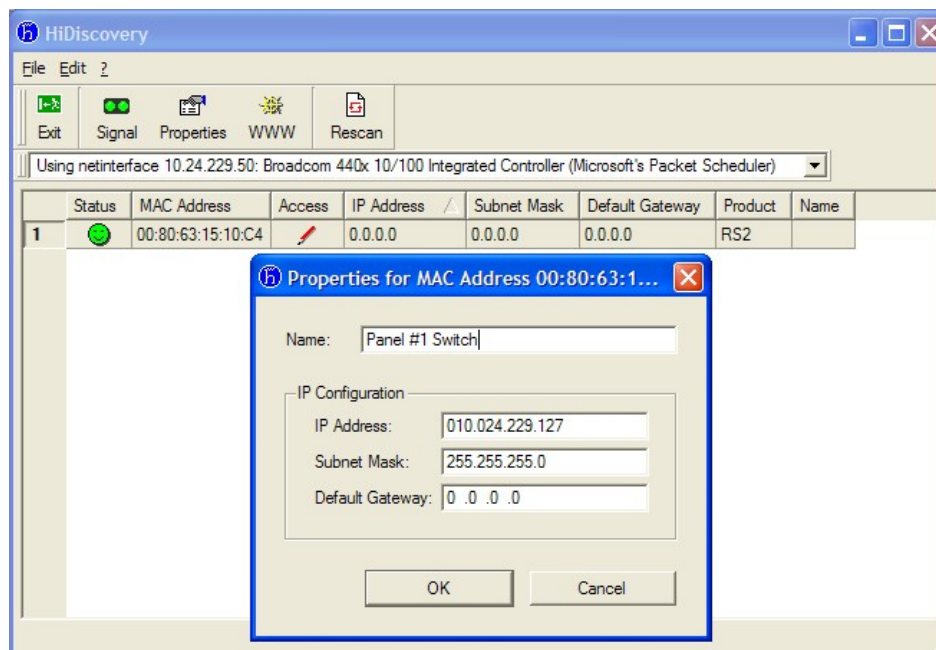 HiDiscovery
File Edit ?
Exit Signal Properties WWW Rescan
Using netinterface 10.24.229.50: Broadcom 440x 10/100 Integrated Controller (Microsoft's Packet Scheduler)
Status MAC Address Access IP Address Subnet Mask Default Gateway Product Name
1 00:80:63:15:10:C4 0.0.0.0 0.0.0.0 0.0.0.0 RS2
Properties for MAC Address 00:80:63:1...
Name: Panel #1 Switch
IP Configuration
IP Address: 010.024.229.127
Subnet Mask: 255.255.255.0
Default Gateway: 0 .0 .0 .0
OK Cancel